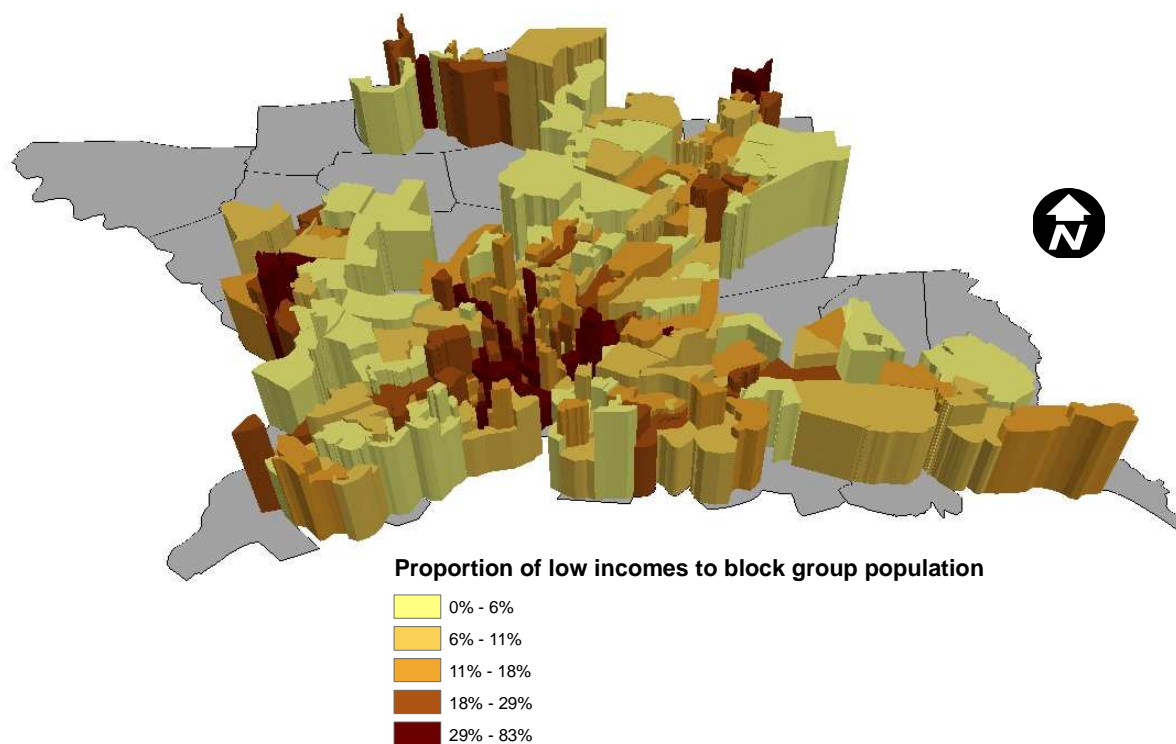 N
Proportion of low incomes to block group population
0% - 6%
6% - 11%
11% - 18%
18% - 29%
29% - 83%